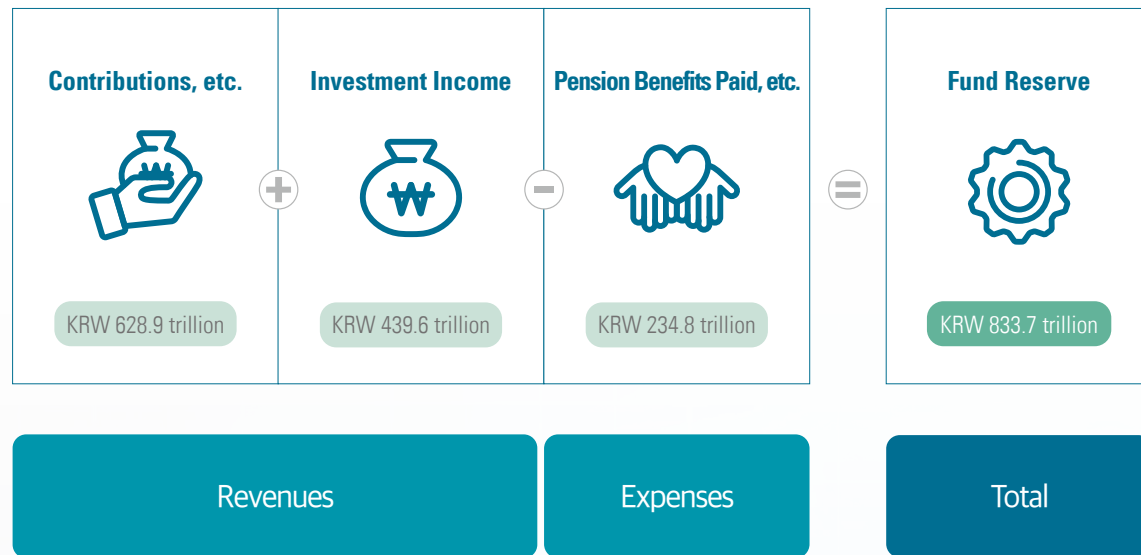 Contributions, etc.
Investment Income
Pension Benefits Paid, etc.
Fund Reserve
₩
+
₩
-
=
KRW 628.9 trillion
KRW 439.6 trillion
KRW 234.8 trillion
KRW 833.7 trillion
Revenues
Expenses
Total